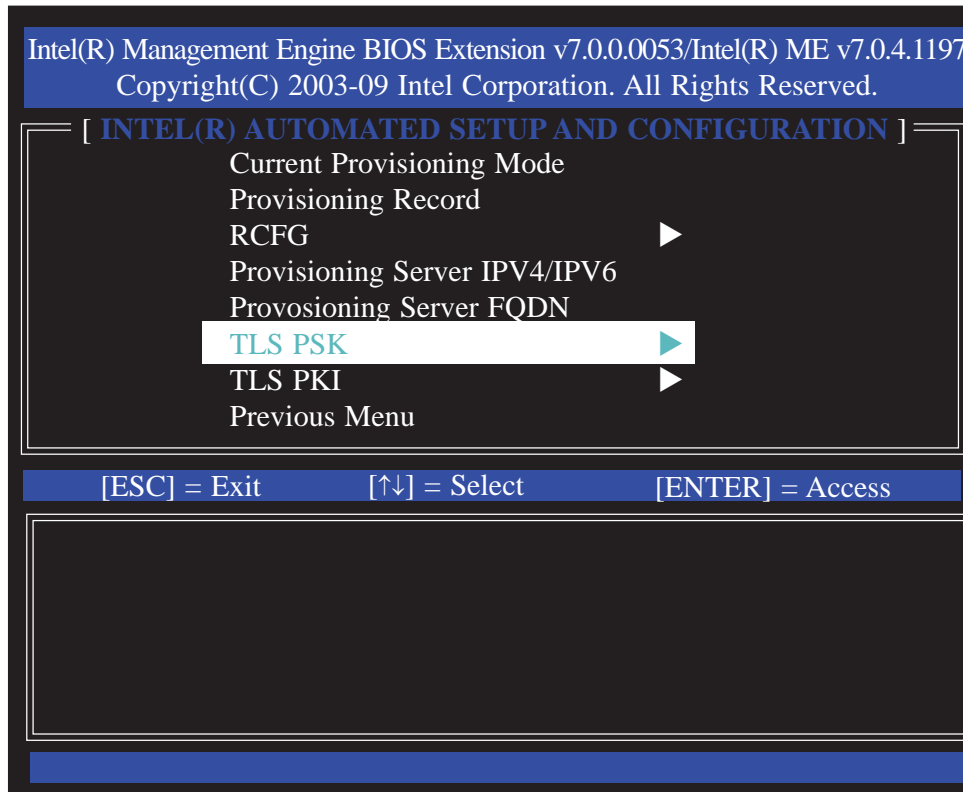 Intel(R) Management Engine BIOS Extension v7.0.0.0053/Intel(R) ME v7.0.4.1197
Copyright(C) 2003-09 Intel Corporation. All Rights Reserved.
[ INTEL(R) AUTOMATED SETUP AND CONFIGURATION ]
Current Provisioning Mode
Provisioning Record
RCFG ▶
Provisioning Server IPV4/IPV6
Provosioning Server FQDN
TLS PSK ▶
TLS PKI ▶
Previous Menu
[ESC] = Exit [↑↓] = Select [ENTER] = Access